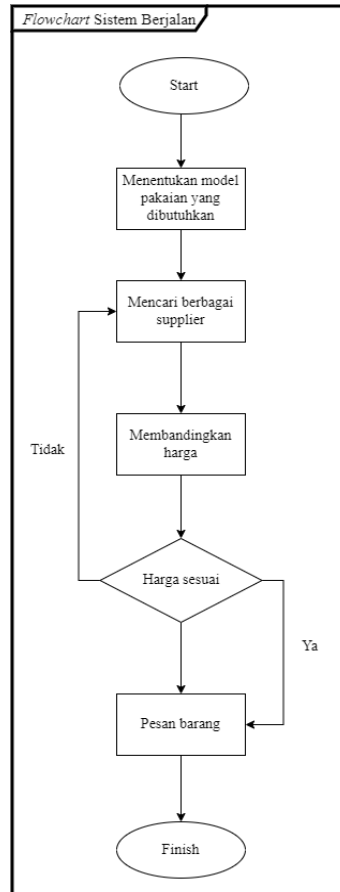 Flowchart Sistem Berjalan
Start
Menentukan model
pakaian yang
dibutuhkan
Mencari berbagai
supplier
Membandingkan
harga
Tidak
Harga sesuai
Ya
Pesan barang
Finish